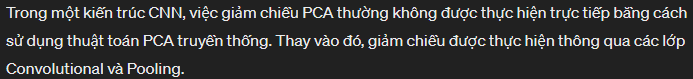 Trong một kiến trúc CNN, việc giảm chiều PCA thường không được thực hiện trực tiếp bằng cách
sử dụng thuật toán PCA truyền thống. Thay vào đó, giảm chiều được thực hiện thông qua các lớp
Convolutional và Pooling.